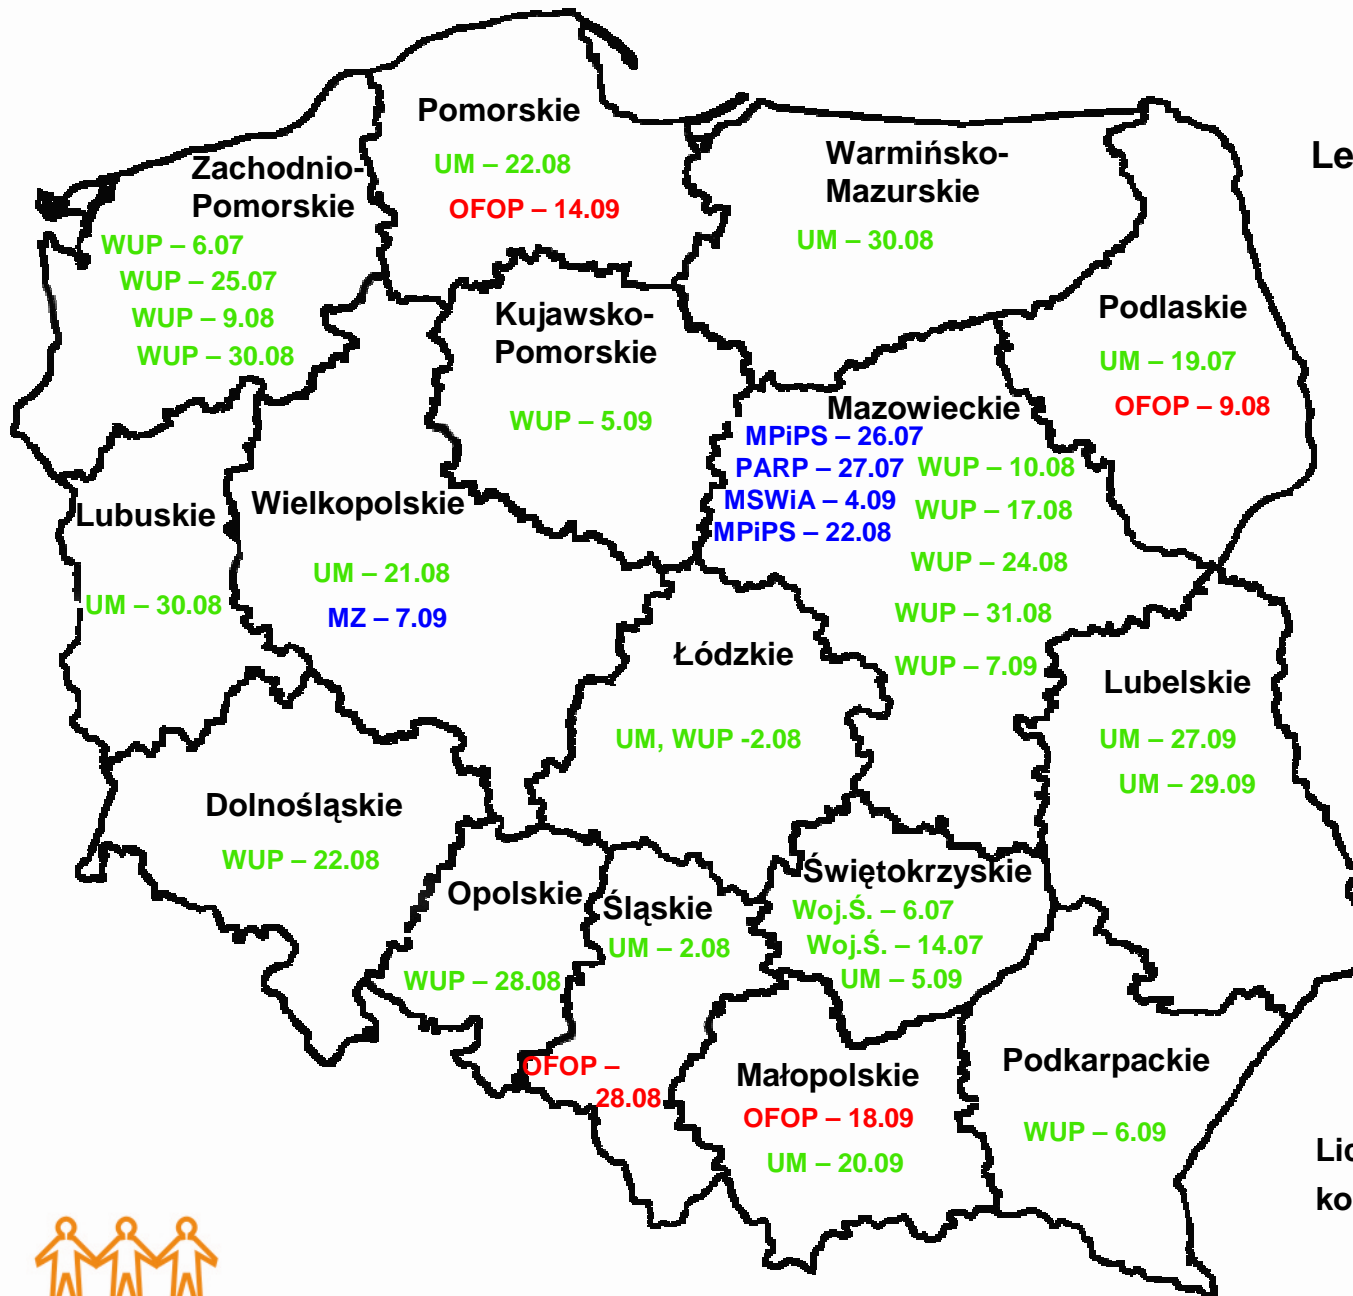 Pomorskie
UM – 22.08
OFOP – 14.09
Zachodnio-
Pomorskie
WUP – 6.07
WUP – 25.07
WUP – 9.08
WUP – 30.08
Warmińsko-
Mazurskie
UM – 30.08
Le
Kujawsko-
Pomorskie
WUP – 5.09
Podlaskie
UM – 19.07
OFOP – 9.08
Mazowieckie
MPiPS – 26.07
PARP – 27.07
MSWiA – 4.09
MPiPS – 22.08
WUP – 10.08
WUP – 17.08
WUP – 24.08
WUP – 31.08
WUP – 7.09
Lubuskie
UM – 30.08
Wielkopolskie
UM – 21.08
MZ – 7.09
Łódzkie
UM, WUP -2.08
Lubelskie
UM – 27.09
UM – 29.09
Dolnośląskie
WUP – 22.08
Opolskie
WUP – 28.08
Śląskie
UM – 2.08
OFOP –
28.08
Świętokrzyskie
Woj.Ś. – 6.07
Woj.Ś. – 14.07
UM – 5.09
Małopolskie
OFOP – 18.09
UM – 20.09
Podkarpackie
WUP – 6.09
Lic
ko